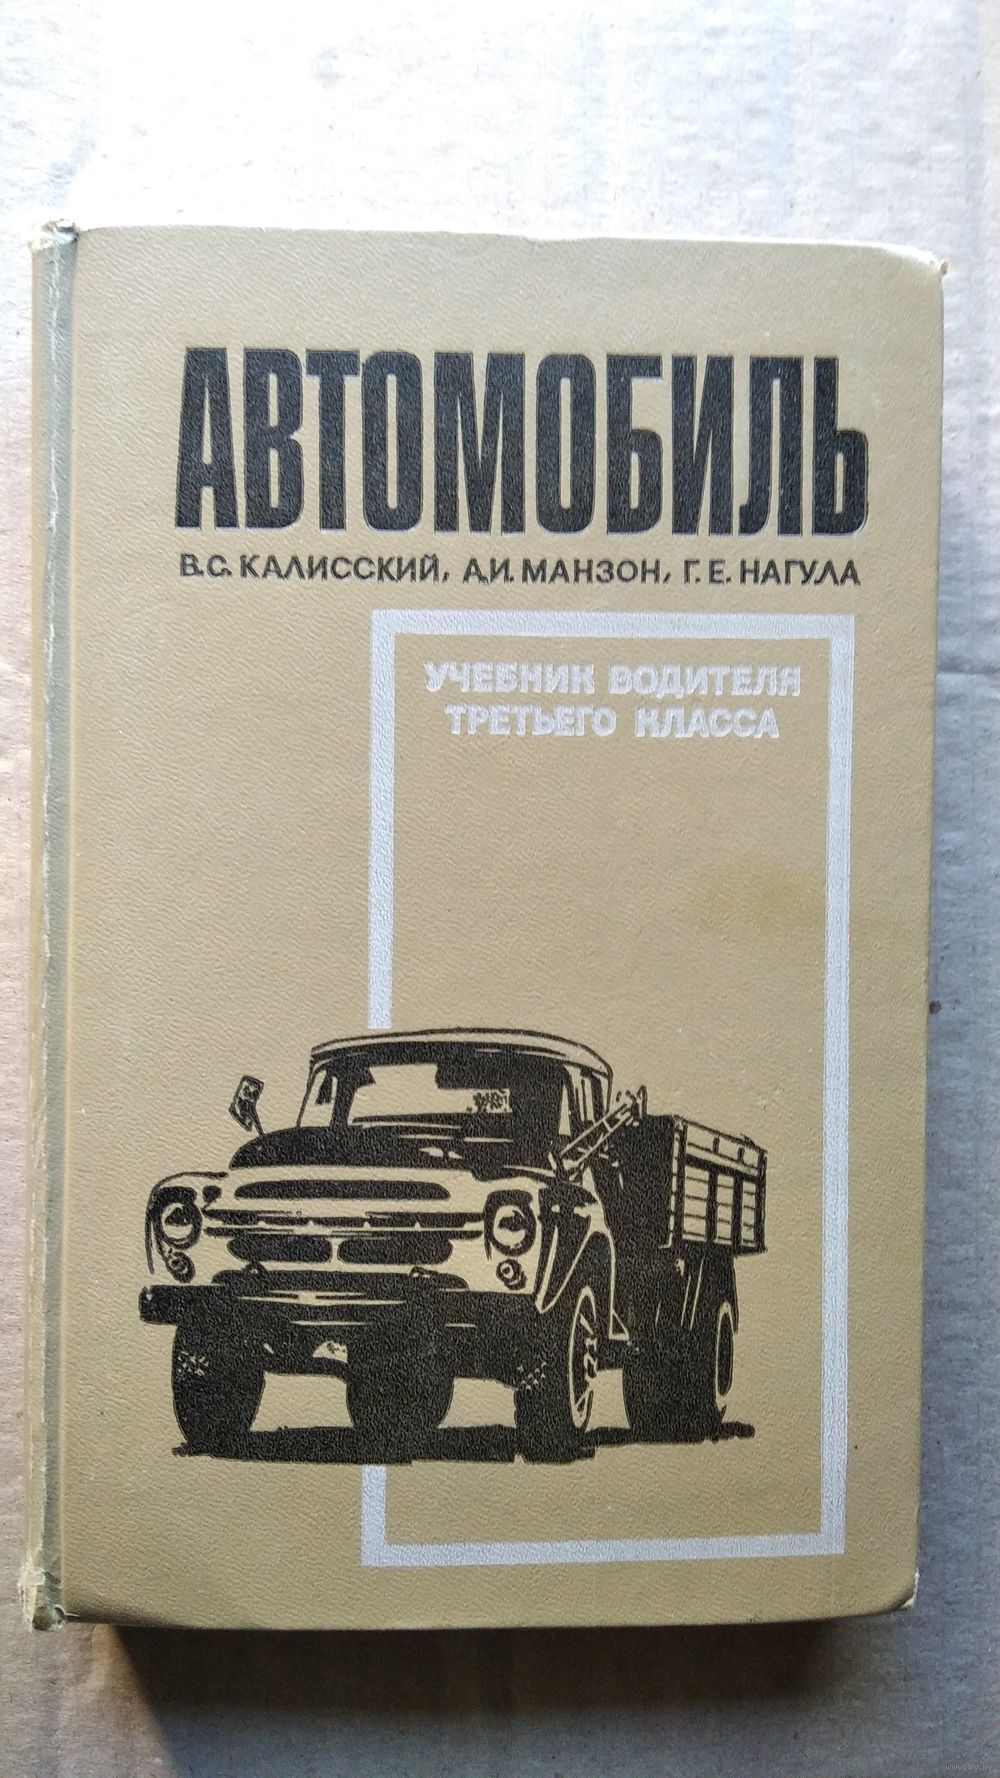 АВТОМОБИЛЬ
В.С. КАЛИССКИЙ, А.И. МАНЗОН, Г.Е. НАГУЛА
УЧЕБНИК ВОДИТЕЛЯ
ТРЕТЬЕГО КЛАССА